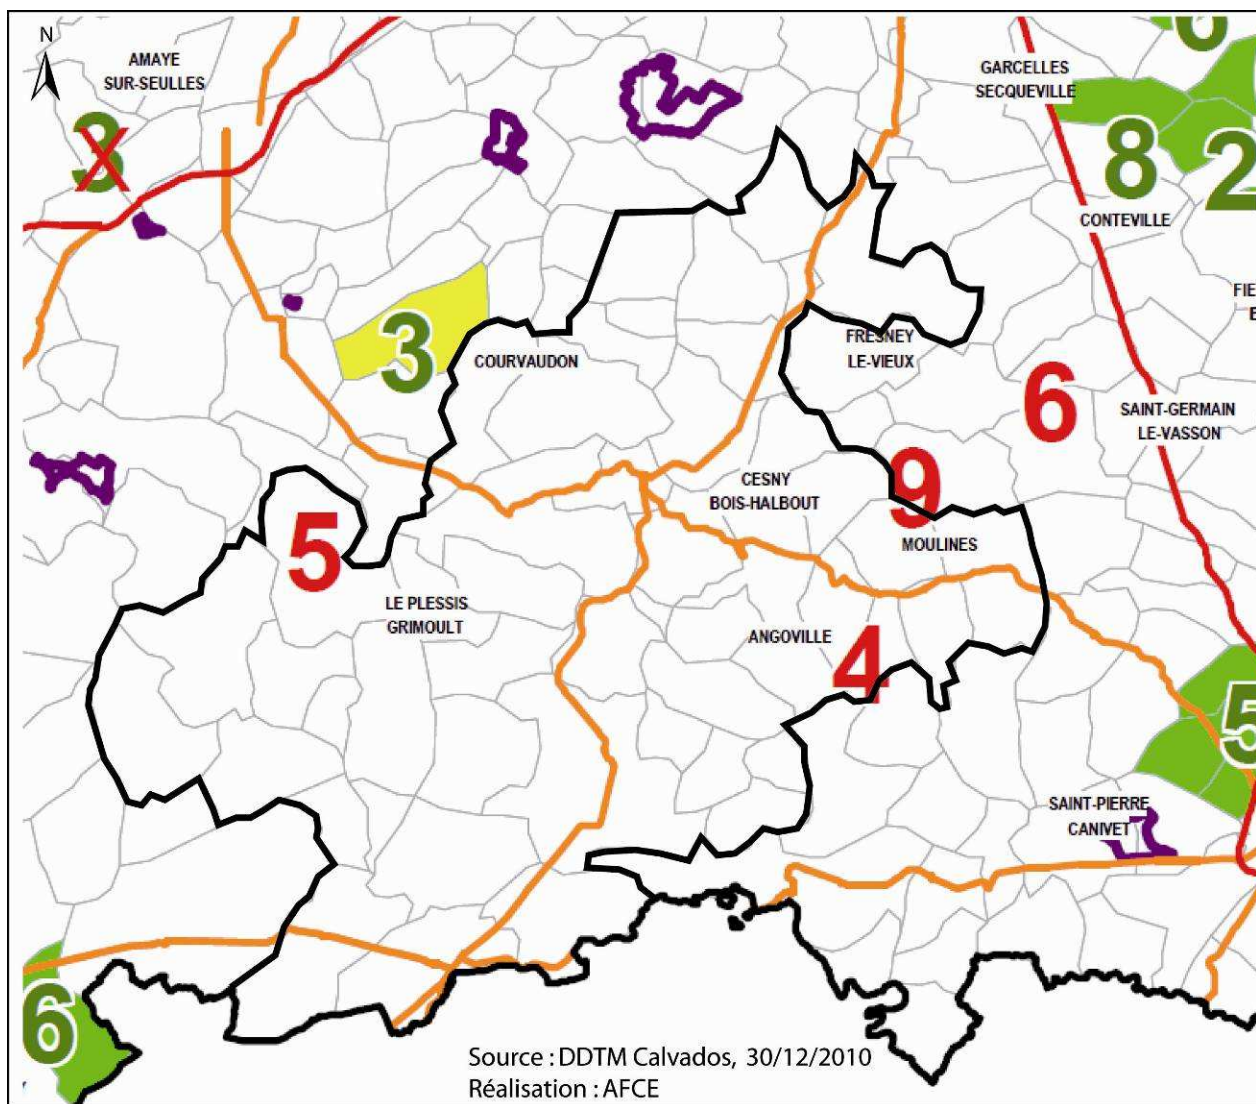 N
AMAYE
SUR-SEULLES
3
GARCELLES
SECQUEVILLE
6
8
2
CONTEVILLE
3
COURVAUDON
FRESNEY
LE-VIEUX
6
SAINT-GERMAIN
LE-VASSON
CESNY
BOIS-HALBOUT
9
MOULINES
5
LE PLESSIS
GRIMOULT
ANGOVILLE
4
5
SAINT-PIERRE
CANIVET
6
Source : DDTM Calvados, 30/12/2010
Réalisation : AFCE